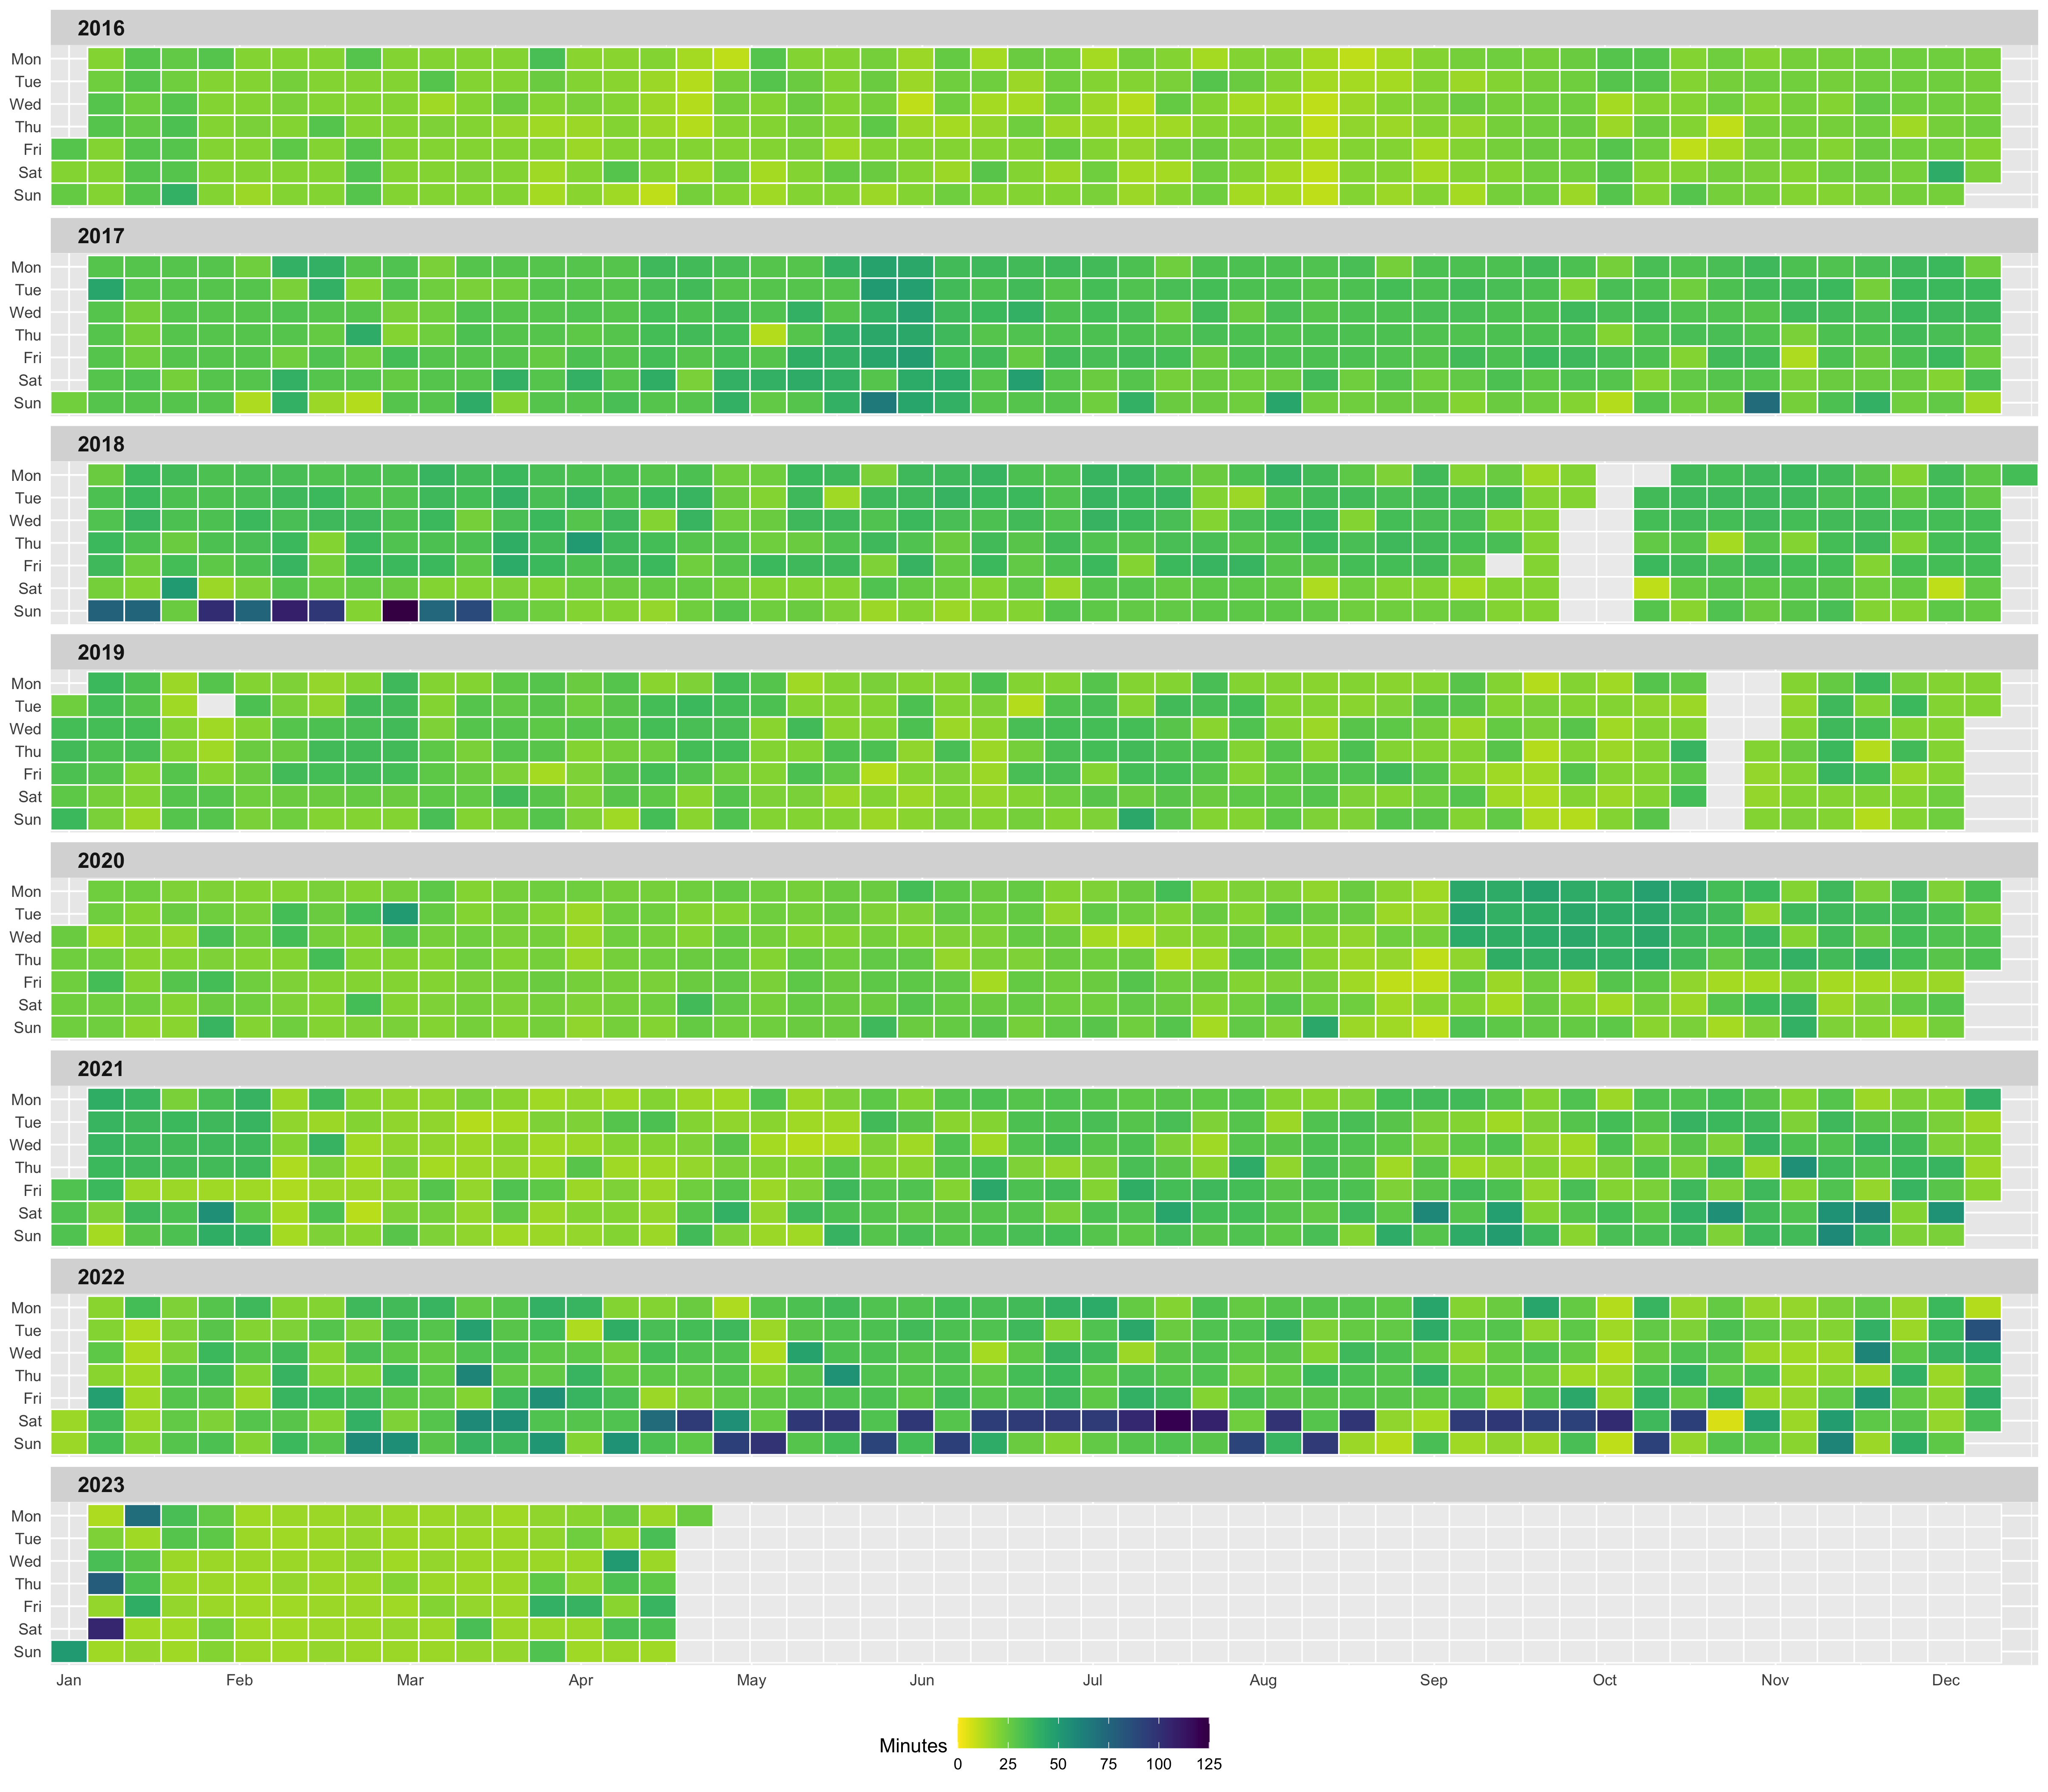 2016
Mon
Tue
Wed
Thu
Fri
Sat
Sun
2017
Mon
Tue
Wed
Thu
Fri
Sat
Sun
2018
Mon
Tue
Wed
Thu
Fri
Sat
Sun
2019
Mon
Tue
Wed
Thu
Fri
Sat
Sun
2020
Mon
Tue
Wed
Thu
Fri
Sat
Sun
2021
Mon
Tue
Wed
Thu
Fri
Sat
Sun
2022
Mon
Tue
Wed
Thu
Fri
Sat
Sun
2023
Mon
Tue
Wed
Thu
Fri
Sat
Sun
Jan Feb Mar Apr May Jun Jul Aug Sep Oct Nov Dec
Minutes
0 25 50 75 100 125